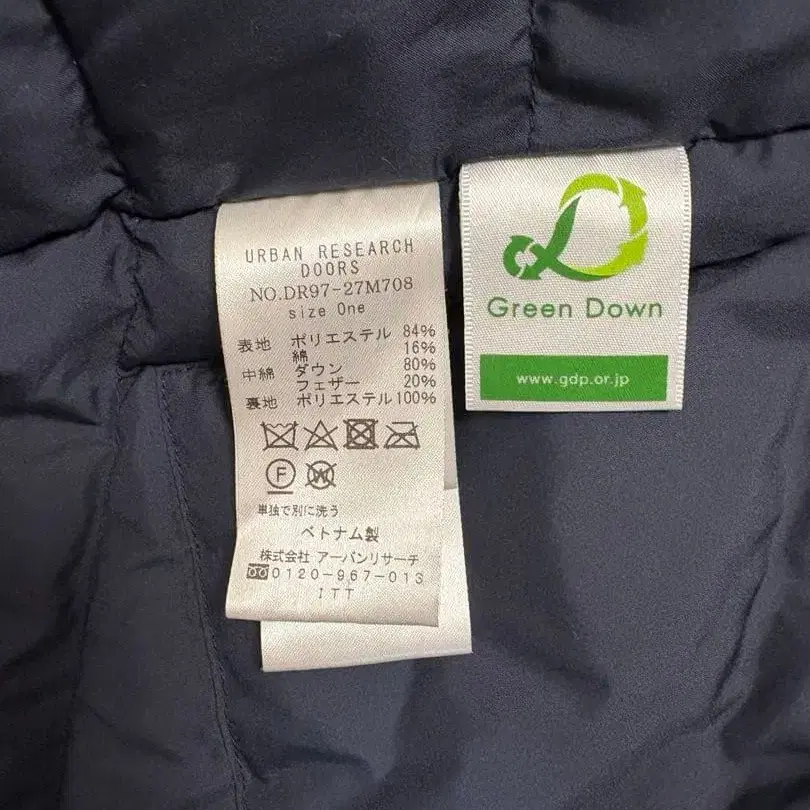 URBAN RESEARCH
DOORS
NO.DR97-27M708
size One
表地 ポリエステル 84%
綿 16%
中綿 ダウン 80%
フェザー 20%
裏地 ポリエステル 100%
F W
単独で別に洗う
ベトナム製
株式会社 アーバンリサーチ
0120-967-013
ITT
Green Down
www.gdp.or.jp